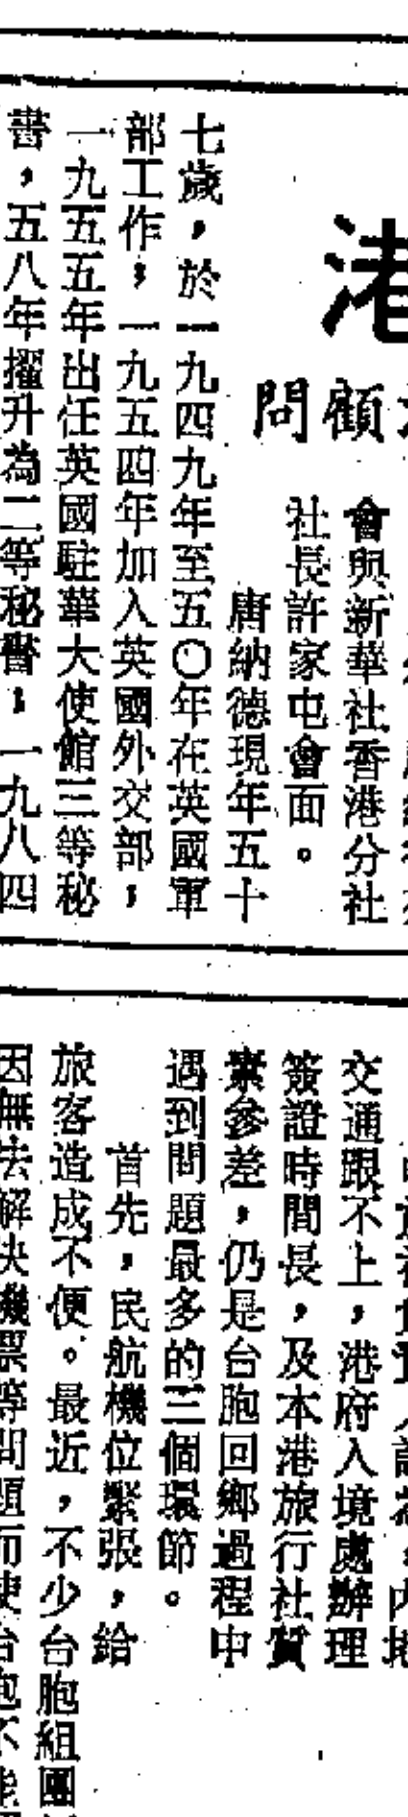 港
顧問
會與新華社香港分社
社長許家屯會面。
唐納德現年五十
七歲，於一九四九年至五〇年在英國軍
部工作，一九五四年加入英國外交部，
一九五五年出任英國駐華大使館三等秘
書，五八年擢升為二等秘書，一九八四
交通跟不上，港府入境處辦理
簽證時間長，及本港旅行社質
素參差，仍是台胞回鄉過程中
遇到問題最多的三個環節。
首先，民航機位緊張，給
旅客造成不便。最近，不少台胞組團
因無法解決機票等問題而使台胞不能